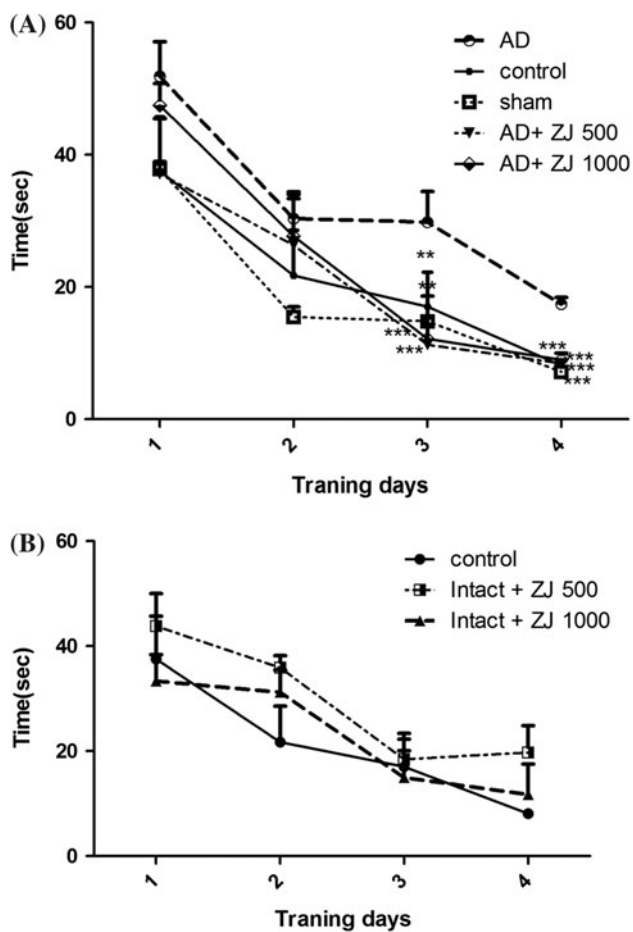 (A)
60
40
20
0
Time(sec)
AD
control
sham
AD+ ZJ 500
AD+ ZJ 1000
**
**
***
***
***
***
***
***
1
2
3
4
Traning days
(B)
60
40
20
0
Time(sec)
control
Intact + ZJ 500
Intact + ZJ 1000
1
2
3
4
Traning days